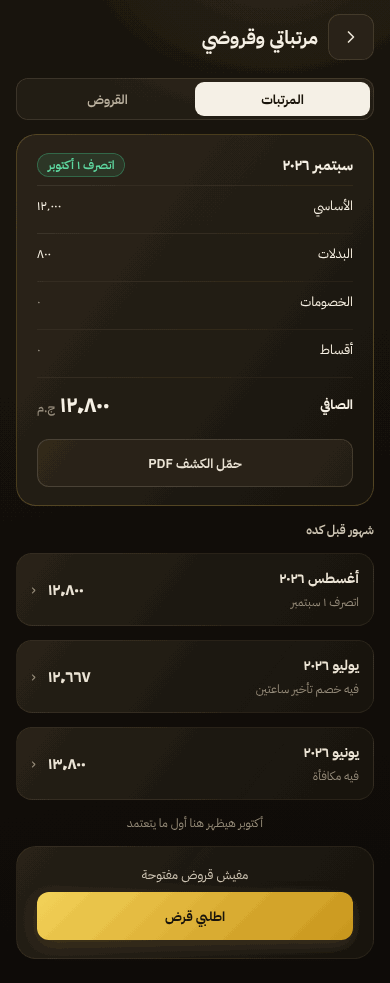 مرتباتي وقروضي
المرتبات
القروض
سبتمبر ٢٠٢٦
اتصرف ١ أكتوبر
الأساسي
١٢,٠٠٠
البدلات
٨٠٠
الخصومات
٠
أقساط
٠
الصافي
١٢,٨٠٠ ج.م
حمّل الكشف PDF
شهور قبل كده
أغسطس ٢٠٢٦
١٢,٨٠٠
اتصرف ١ سبتمبر
يوليو ٢٠٢٦
١٢,٦٦٧
فيه خصم تأخير ساعتين
يونيو ٢٠٢٦
١٣,٨٠٠
فيه مكافأة
أكتوبر هيظهر هنا أول ما يتعتمد
مفيش قروض مفتوحة
اطلبي قرض